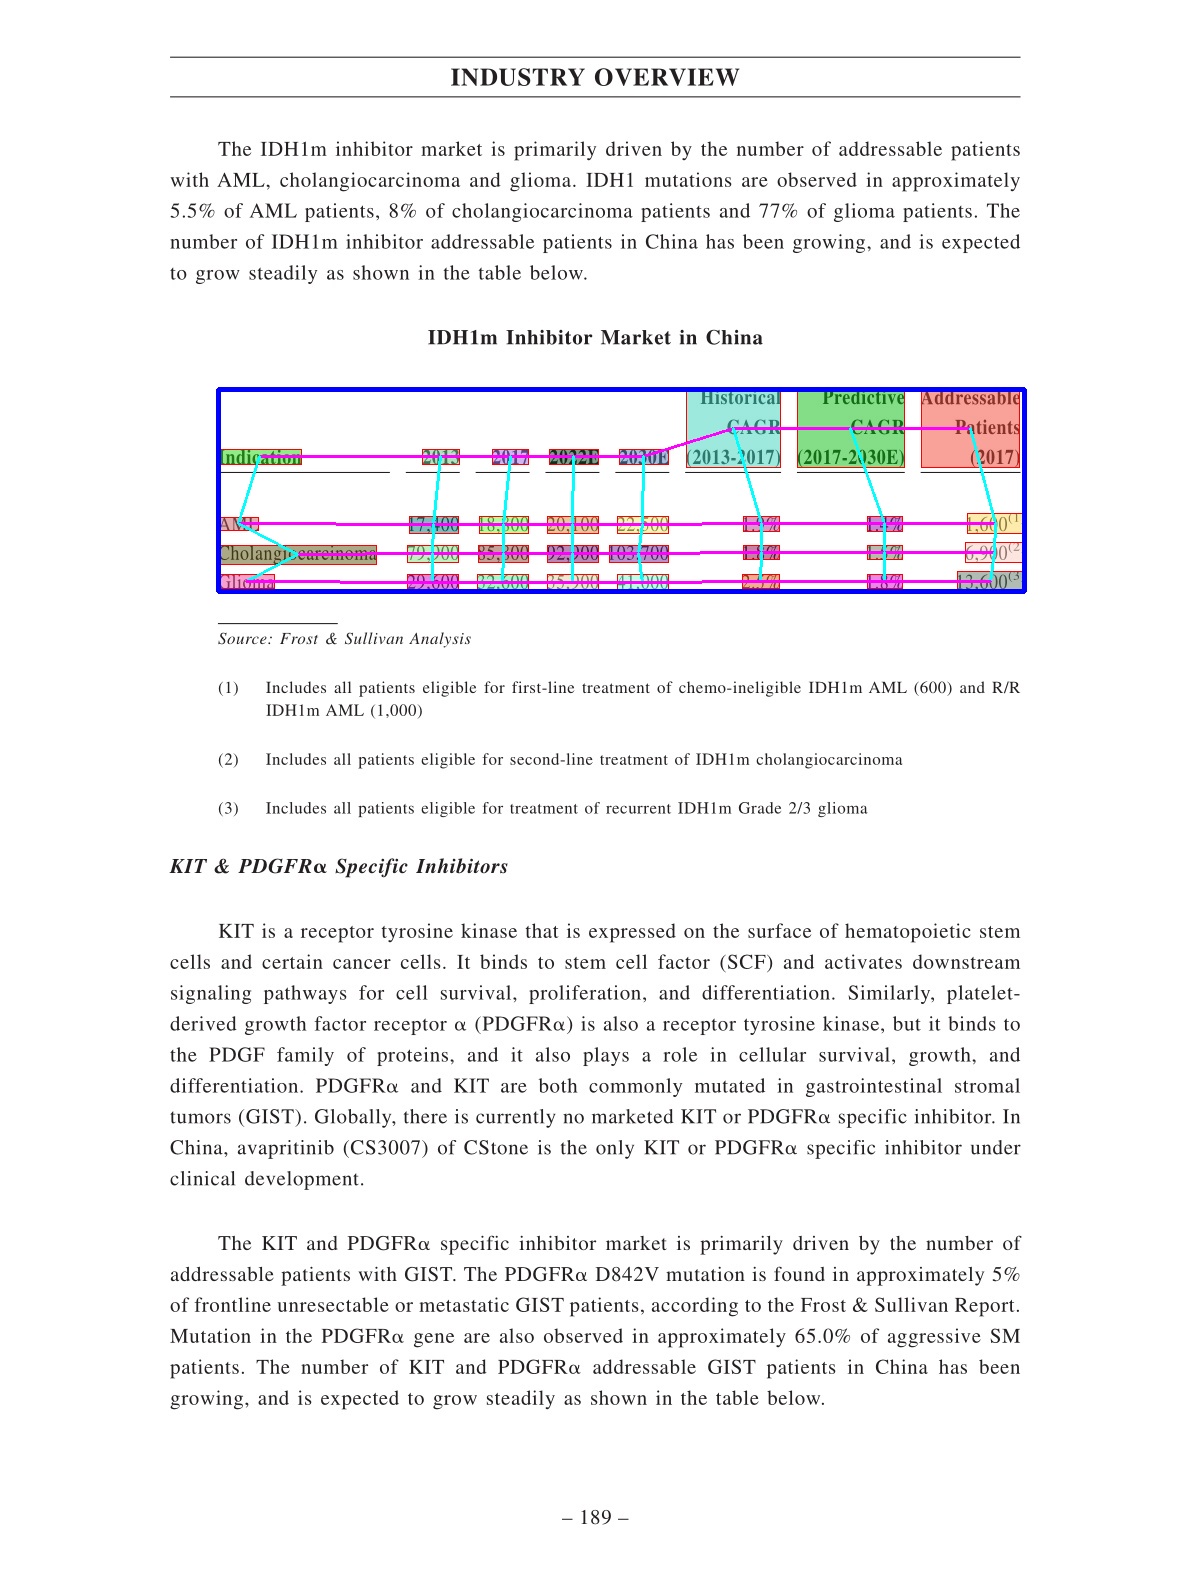 INDUSTRY OVERVIEW
The IDH1m inhibitor market is primarily driven by the number of addressable patients
with AML, cholangiocarcinoma and glioma. IDH1 mutations are observed in approximately
5.5% of AML patients, 8% of cholangiocarcinoma patients and 77% of glioma patients. The
number of IDH1m inhibitor addressable patients in China has been growing, and is expected
to grow steadily as shown in the table below.
IDH1m Inhibitor Market in China
Historical Predictive Addressable
CAGR CAGR Patients
Indication 2013 2017 2022E 2030E (2013-2017) (2017-2030E) (2017)
AML 17,400 20,100 22,500 1,600(1
Cholangiocarcinoma 79,900 92,900 103,700 6,900(2
Glioma 29,600 32,600 35,900 41,000 1.8% 13,600(3
Source: Frost & Sullivan Analysis
(1) Includes all patients eligible for first-line treatment of chemo-ineligible IDH1m AML (600) and R/R
IDH1m AML (1,000)
(2) Includes all patients eligible for second-line treatment of IDH1m cholangiocarcinoma
(3) Includes all patients eligible for treatment of recurrent IDH1m Grade 2/3 glioma
KIT & PDGFRα Specific Inhibitors
KIT is a receptor tyrosine kinase that is expressed on the surface of hematopoietic stem
cells and certain cancer cells. It binds to stem cell factor (SCF) and activates downstream
signaling pathways for cell survival, proliferation, and differentiation. Similarly, platelet-
derived growth factor receptor α (PDGFRα) is also a receptor tyrosine kinase, but it binds to
the PDGF family of proteins, and it also plays a role in cellular survival, growth, and
differentiation. PDGFRα and KIT are both commonly mutated in gastrointestinal stromal
tumors (GIST). Globally, there is currently no marketed KIT or PDGFRα specific inhibitor. In
China, avapritinib (CS3007) of CStone is the only KIT or PDGFRα specific inhibitor under
clinical development.
The KIT and PDGFRα specific inhibitor market is primarily driven by the number of
addressable patients with GIST. The PDGFRα D842V mutation is found in approximately 5%
of frontline unresectable or metastatic GIST patients, according to the Frost & Sullivan Report.
Mutation in the PDGFRα gene are also observed in approximately 65.0% of aggressive SM
patients. The number of KIT and PDGFRα addressable GIST patients in China has been
growing, and is expected to grow steadily as shown in the table below.
– 189 –